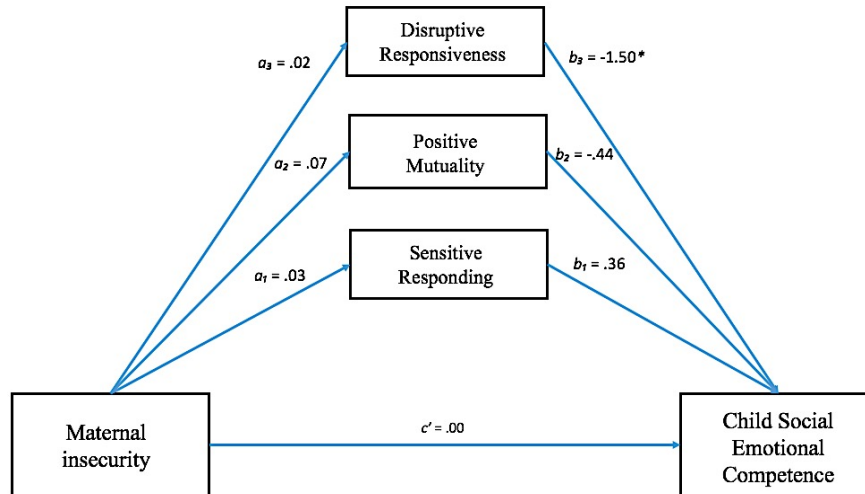 Disruptive
Responsiveness
a₃ = .02
b₃ = -1.50*
Positive
Mutuality
a₂ = .07
b₂ = -.44
Sensitive
Responding
a₁ = .03
b₁ = .36
Maternal
insecurity
c' = .00
Child Social
Emotional
Competence